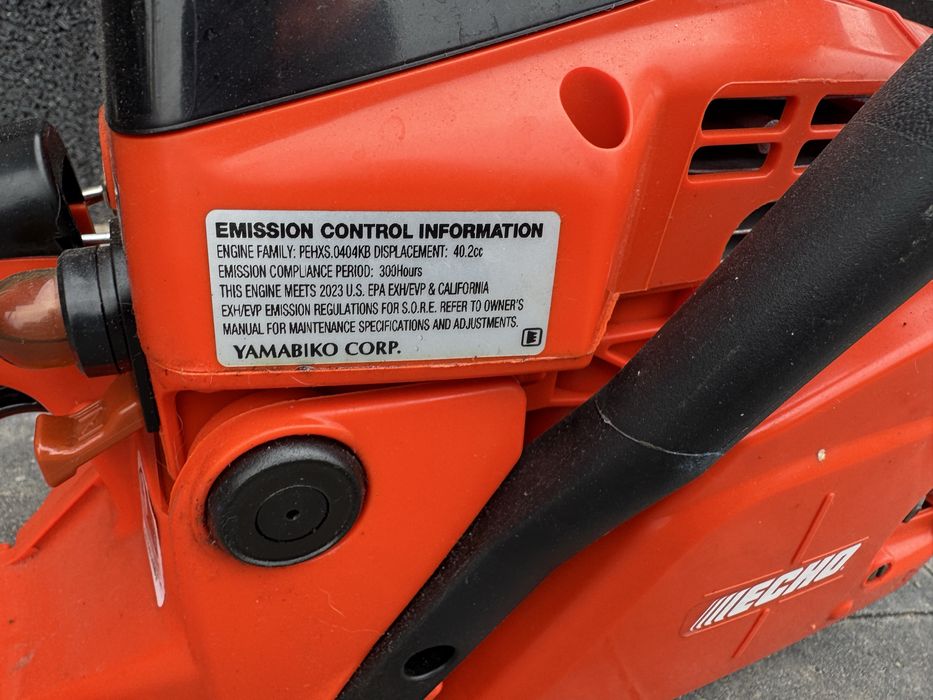 EMISSION CONTROL INFORMATION
ENGINE FAMILY: PEHXS.0404KB DISPLACEMENT: 40.2cc
EMISSION COMPLIANCE PERIOD: 300Hours
THIS ENGINE MEETS 2023 U.S. EPA EXH/EVP & CALIFORNIA
EXH/EVP EMISSION REGULATIONS FOR S.O.R.E. REFER TO OWNER'S
MANUAL FOR MAINTENANCE SPECIFICATIONS AND ADJUSTMENTS.
YAMABIKO CORP.
E
ECHO